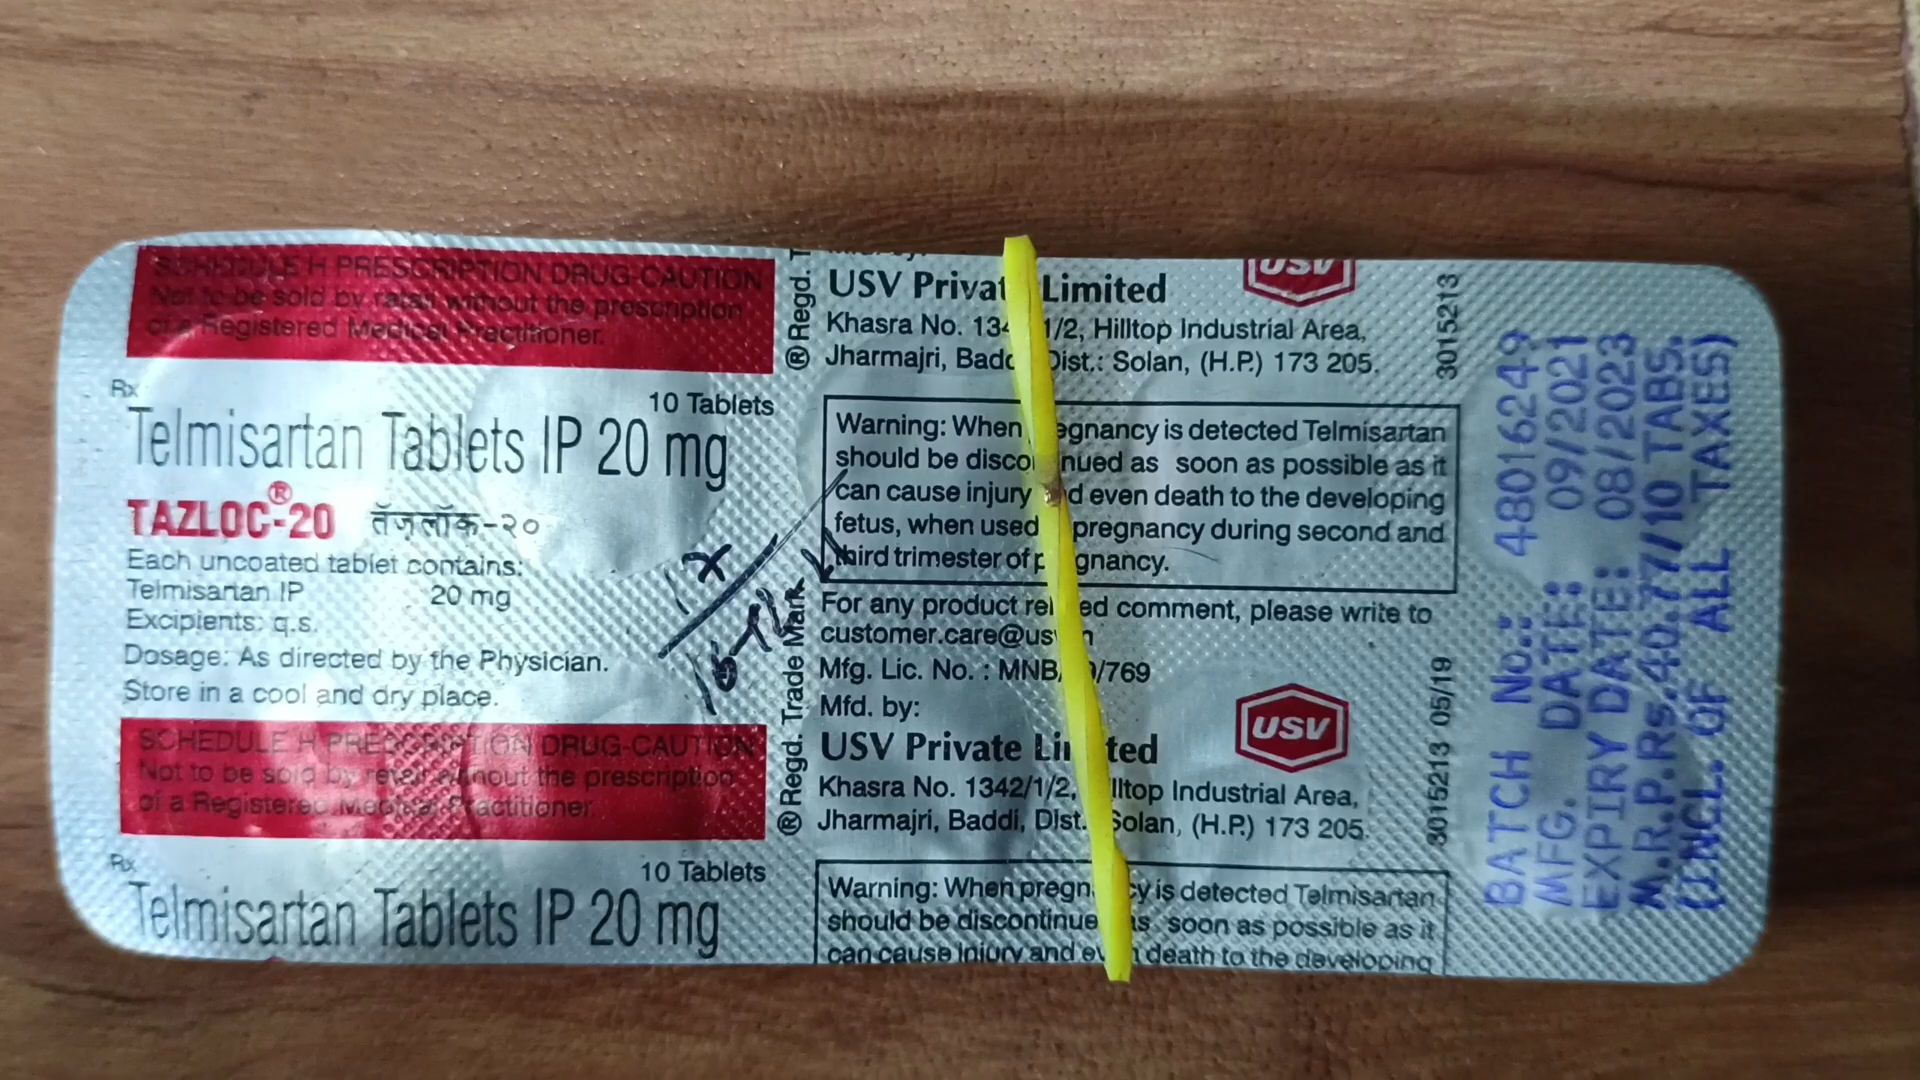 SCHEDULE H PRESCRIPTION DRUG-CAUTION
Not to be sold by retail without the prescription
of a Registered Medical Practitioner.
Rx
10 Tablets
Telmisartan Tablets IP 20 mg
TAZLOC®-20 तॅज़लॉक-२०
Each uncoated tablet contains:
Telmisartan IP 20 mg
Excipients: q.s.
Dosage: As directed by the Physician.
Store in a cool and dry place.
SCHEDULE H PRESCRIPTION DRUG-CAUTION
Not to be sold by retail without the prescription
of a Registered Medical Practitioner.
Rx
10 Tablets
Telmisartan Tablets IP 20 mg
® Regd. T
® Regd. Trade Mark
USV Private Limited
USV
Khasra No. 1342/1/2, Hilltop Industrial Area,
Jharmajri, Baddi, Dist.: Solan, (H.P.) 173 205.
3015213
Warning: When pregnancy is detected Telmisartan
should be discontinued as soon as possible as it
can cause injury and even death to the developing
fetus, when used in pregnancy during second and
third trimester of pregnancy.
For any product related comment, please write to
customer.care@us
Mfg. Lic. No. : MNB /769
Mfd. by:
USV Private Limited
USV
Khasra No. 1342/1/2, Hilltop Industrial Area,
Jharmajri, Baddi, Dist.: Solan, (H.P.) 173 205.
3015213 05/19
Warning: When pregnancy is detected Telmisartan
should be discontinued as soon as possible as it
can cause injury and even death to the developing
BATCH No.: 48016249
MFG. DATE: 09/2021
EXPIRY DATE: 08/2023
M.R.P.Rs.40.77/10 TABS.
(INCL. OF ALL TAXES)